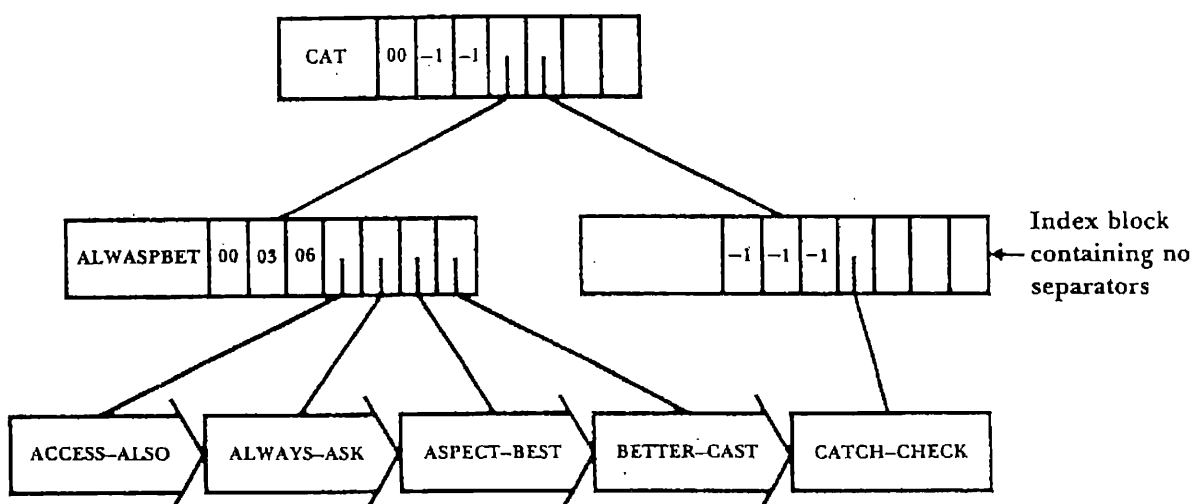 CAT 00 –1 –1
ALWASPBET 00 03 06
–1 –1 –1
Index block
containing no
separators
ACCESS–ALSO
ALWAYS–ASK
ASPECT–BEST
BETTER–CAST
CATCH–CHECK